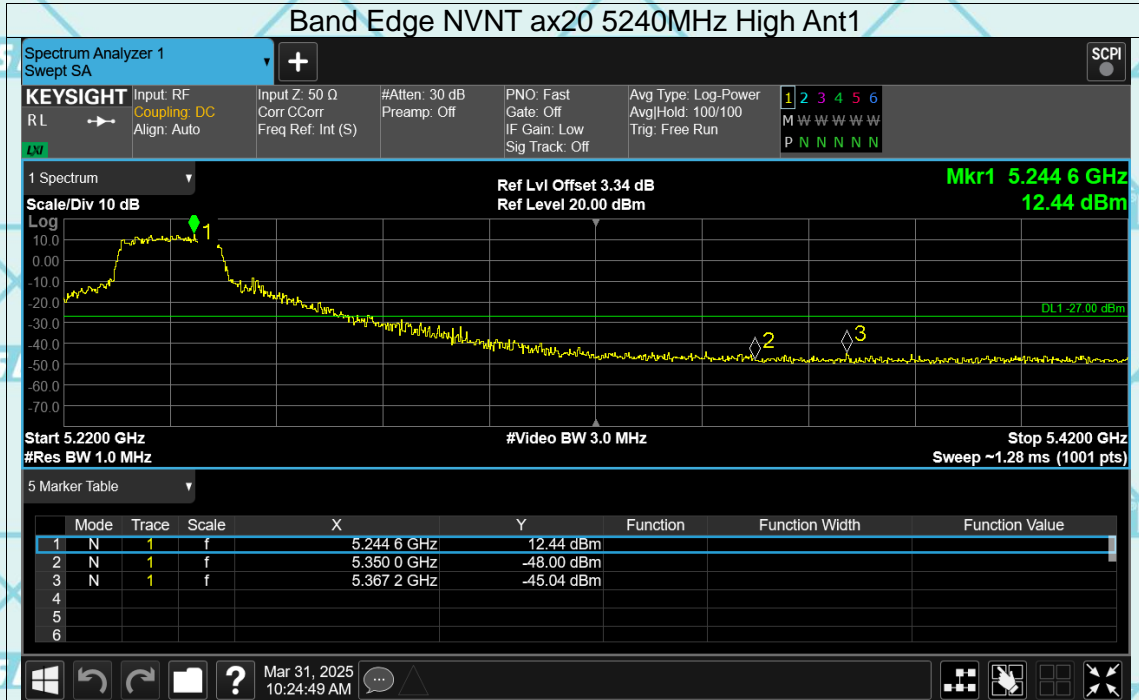 Band Edge NVNT ax20 5240MHz High Ant1
Spectrum Analyzer 1
Swept SA
+
SCPI
KEYSIGHT
RL
LXI
Input: RF
Coupling: DC
Align: Auto
Input Z: 50 Ω
Corr CCorr
Freq Ref: Int (S)
#Atten: 30 dB
Preamp: Off
PNO: Fast
Gate: Off
IF Gain: Low
Sig Track: Off
Avg Type: Log-Power
Avg|Hold: 100/100
Trig: Free Run
1 2 3 4 5 6
M W W W W W
P N N N N N
1 Spectrum
Scale/Div 10 dB
Ref Lvl Offset 3.34 dB
Ref Level 20.00 dBm
Mkr1 5.244 6 GHz
12.44 dBm
Log
10.0
0.00
-10.0
-20.0
-30.0
-40.0
-50.0
-60.0
-70.0
1
2
3
DL1 -27.00 dBm
Start 5.2200 GHz
#Res BW 1.0 MHz
#Video BW 3.0 MHz
Stop 5.4200 GHz
Sweep ~1.28 ms (1001 pts)
5 Marker Table
Mode Trace Scale X Y Function Function Width Function Value
1 N 1 f 5.244 6 GHz 12.44 dBm
2 N 1 f 5.350 0 GHz -48.00 dBm
3 N 1 f 5.367 2 GHz -45.04 dBm
4
5
6
?
Mar 31, 2025
10:24:49 AM